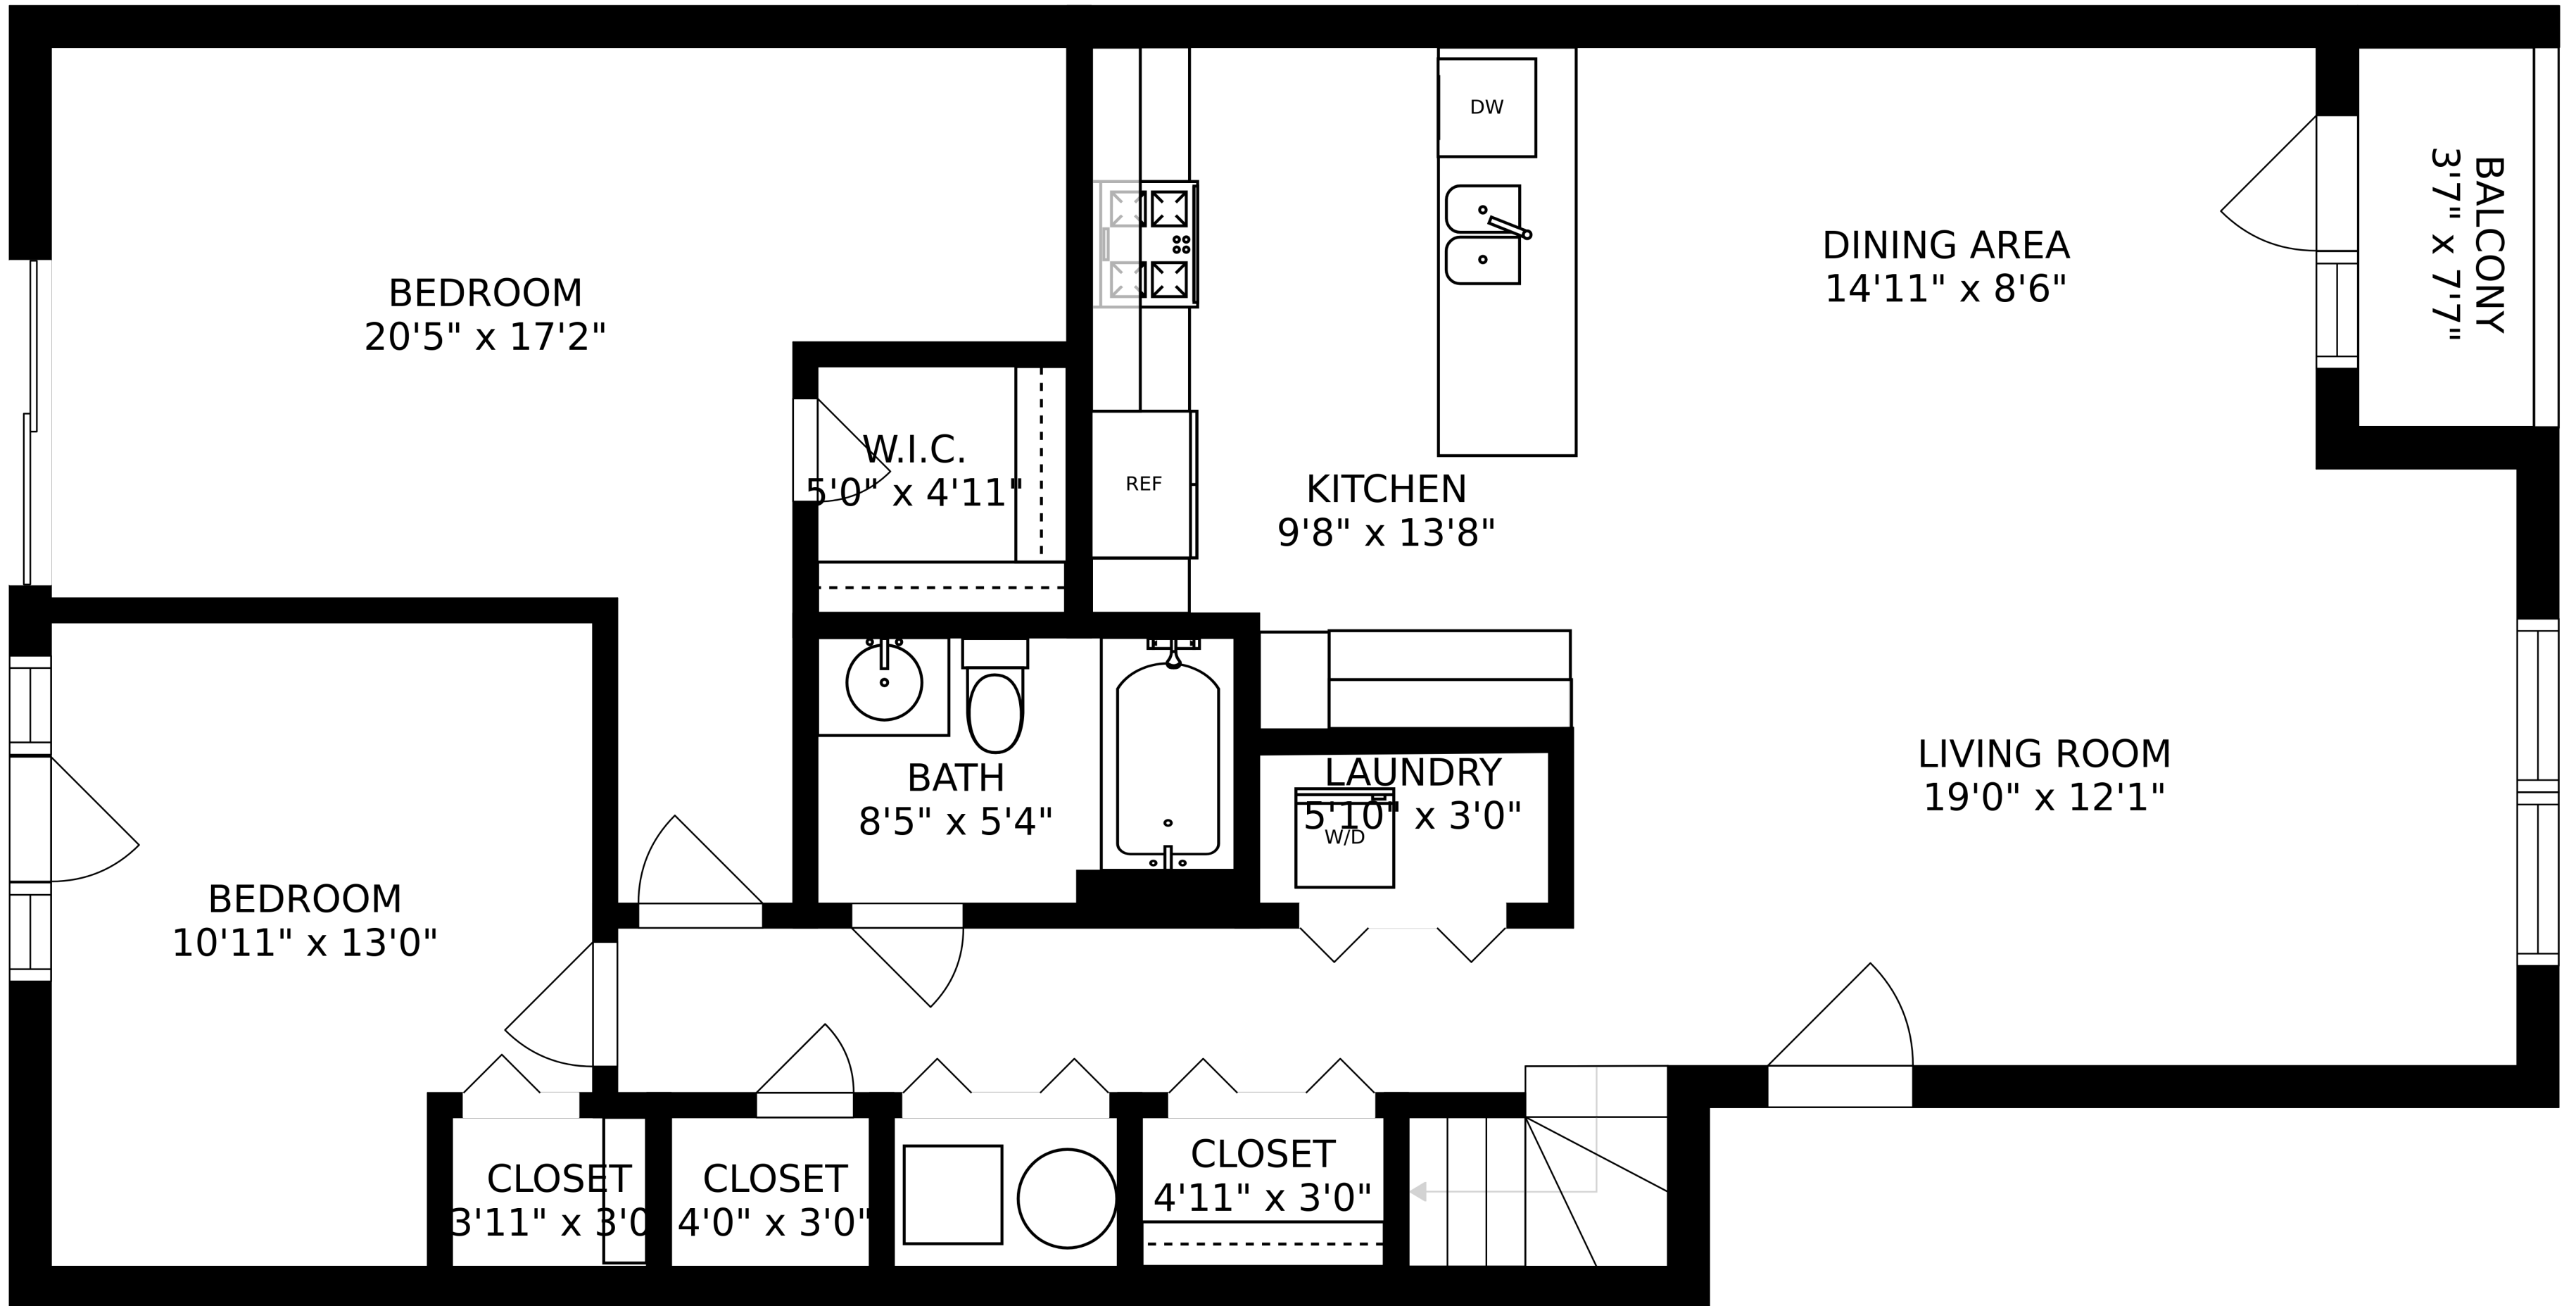 DW
BALCONY
3'7" x 7'7"
DINING AREA
14'11" x 8'6"
BEDROOM
20'5" x 17'2"
W.I.C.
5'0" x 4'11"
REF
KITCHEN
9'8" x 13'8"
BATH
8'5" x 5'4"
LAUNDRY
5'10" x 3'0"
W/D
LIVING ROOM
19'0" x 12'1"
BEDROOM
10'11" x 13'0"
CLOSET
3'11" x 3'0
CLOSET
4'0" x 3'0"
CLOSET
4'11" x 3'0"